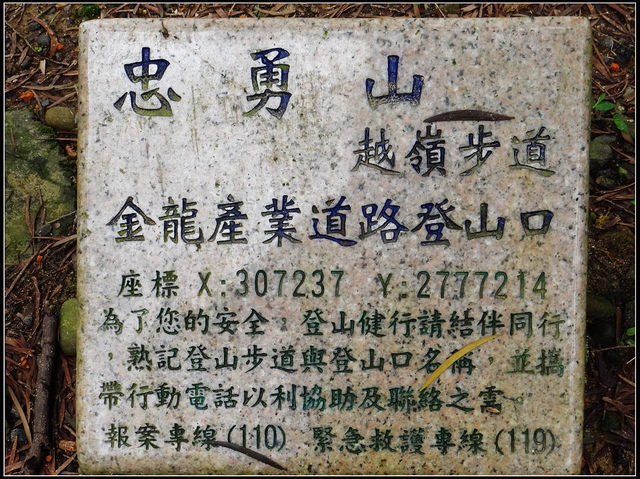 忠勇山
越嶺步道
金龍產業道路登山口
座標 X:307237 Y:2777214
為了您的安全：登山健行請結伴同行
，熟記登山步道與登山口名稱，並攜
帶行動電話以利協助及聯絡之需。
報案專線(110) 緊急救護專線(119)